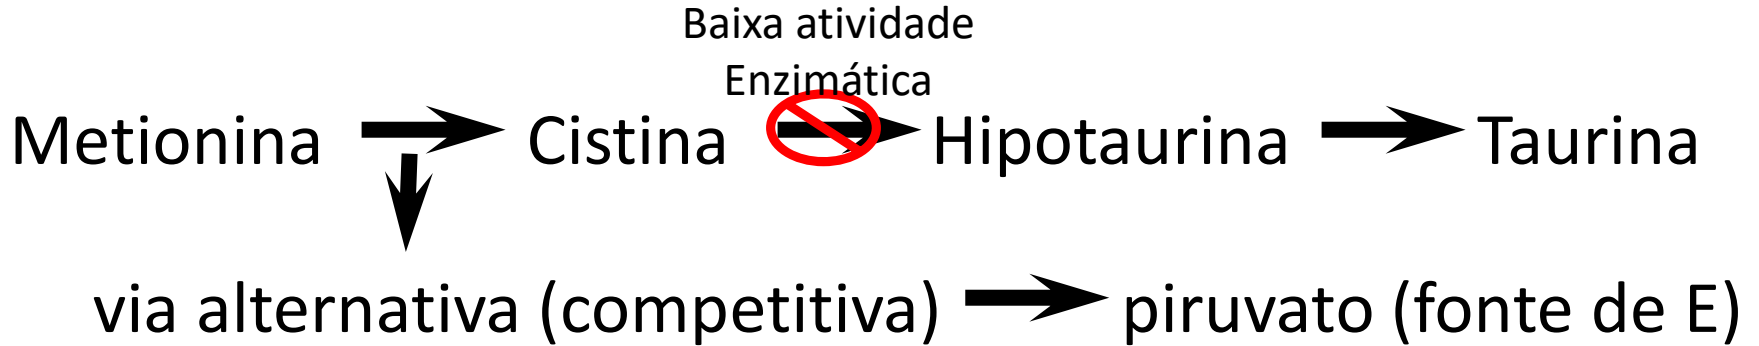 Baixa atividade
Enzimática
Metionina Cistina Hipotaurina Taurina
via alternativa (competitiva) piruvato (fonte de E)